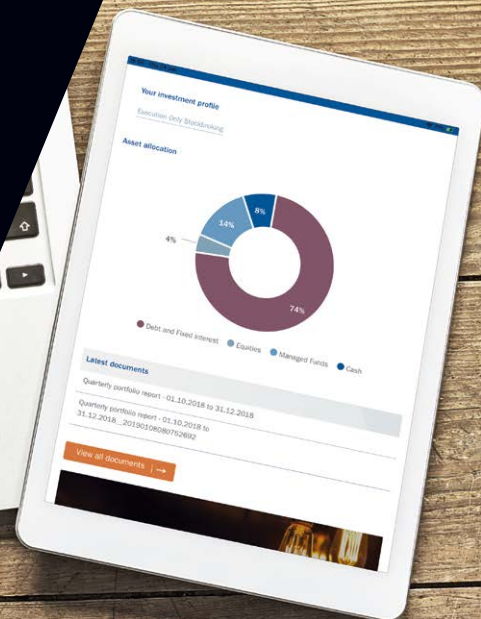 Your investment profile
Execution Only Stockbroking
Asset allocation
8%
14%
4%
74%
Debt and Fixed Interest Equities Managed Funds Cash
Latest documents
Quarterly portfolio report - 01.10.2018 to 31.12.2018
Quarterly portfolio report - 01.10.2018 to
31.12.2018._20190108080752692
View all documents